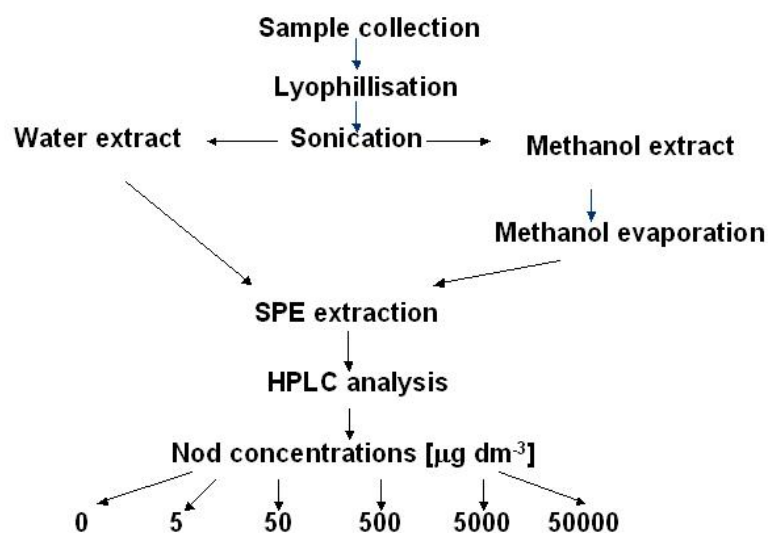 Sample collection
Lyophillisation
Water extract
Sonication
Methanol extract
Methanol evaporation
SPE extraction
HPLC analysis
Nod concentrations [µg dm⁻³]
0 5 50 500 5000 50000